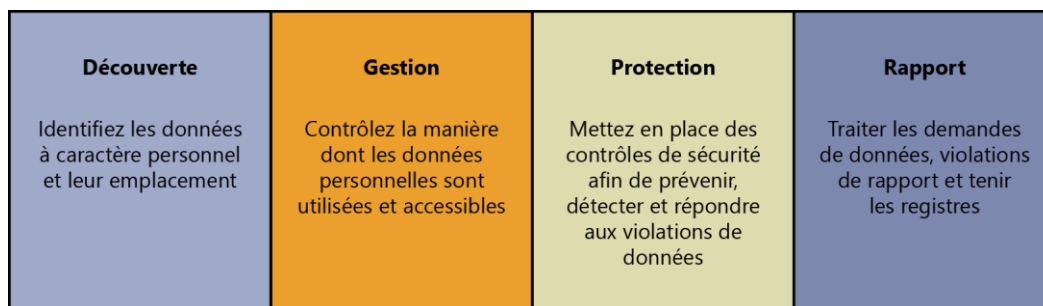 Découverte
Identifiez les données
à caractère personnel
et leur emplacement
Gestion
Contrôlez la manière
dont les données
personnelles sont
utilisées et accessibles
Protection
Mettez en place des
contrôles de sécurité
afin de prévenir,
détecter et répondre
aux violations de
données
Rapport
Traiter les demandes
de données, violations
de rapport et tenir
les registres